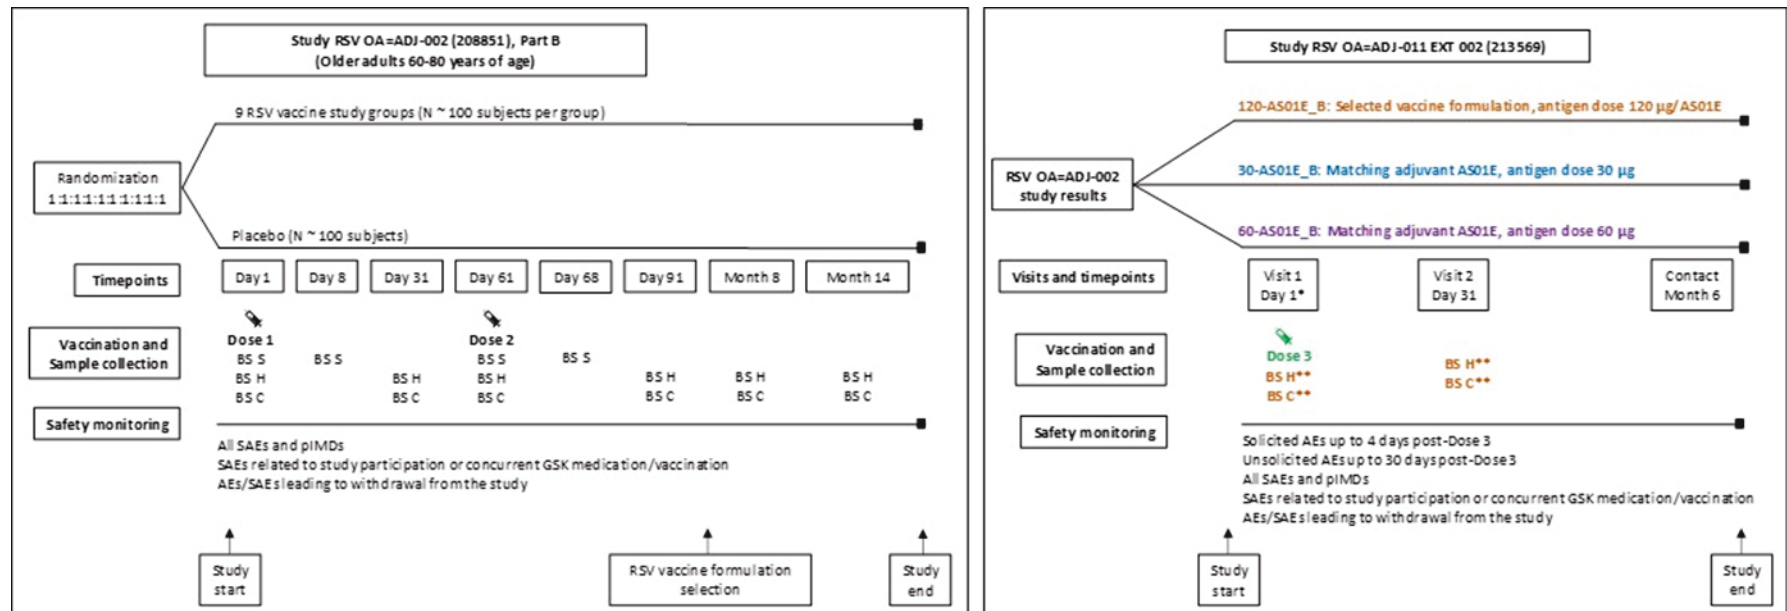 Study RSV OA=ADJ-002 (208851), Part B
(Older adults 60-80 years of age)
9 RSV vaccine study groups (N ~ 100 subjects per group)
Randomization
1:1:1:1:1:1:1:1:1:1
Placebo (N ~ 100 subjects)
Timepoints
Day 1
Day 8
Day 31
Day 61
Day 68
Day 91
Month 8
Month 14
Vaccination and
Sample collection
Dose 1
Dose 2
BS S
BS S
BS S
BS S
BS H
BS H
BS H
BS H
BS H
BS H
BS C
BS C
BS C
BS C
BS C
BS C
Safety monitoring
All SAEs and pIMDs
SAEs related to study participation or concurrent GSK medication/vaccination
AEs/SAEs leading to withdrawal from the study
Study
start
RSV vaccine formulation
selection
Study
end
Study RSV OA=ADJ-011 EXT 002 (213569)
120-AS01E_B: Selected vaccine formulation, antigen dose 120 µg/AS01E
RSV OA=ADJ-002
study results
30-AS01E_B: Matching adjuvant AS01E, antigen dose 30 µg
60-AS01E_B: Matching adjuvant AS01E, antigen dose 60 µg
Visits and timepoints
Visit 1
Day 1*
Visit 2
Day 31
Contact
Month 6
Vaccination and
Sample collection
Dose 3
BS H**
BS C**
BS H**
BS C**
Safety monitoring
Solicited AEs up to 4 days post-Dose 3
Unsolicited AEs up to 30 days post-Dose 3
All SAEs and pIMDs
SAEs related to study participation or concurrent GSK medication/vaccination
AEs/SAEs leading to withdrawal from the study
Study
start
Study
end